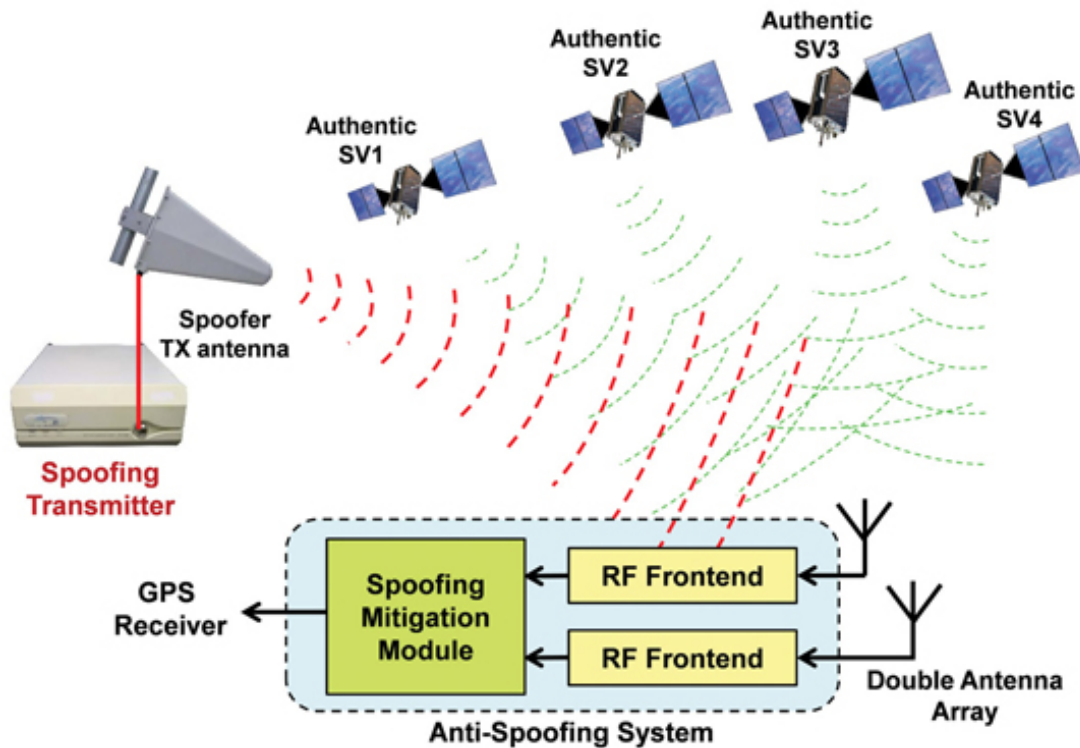 Authentic
SV1
Authentic
SV2
Authentic
SV3
Authentic
SV4
Spoofer
TX antenna
Spoofing
Transmitter
GPS
Receiver
Spoofing
Mitigation
Module
RF Frontend
RF Frontend
Double Antenna
Array
Anti-Spoofing System